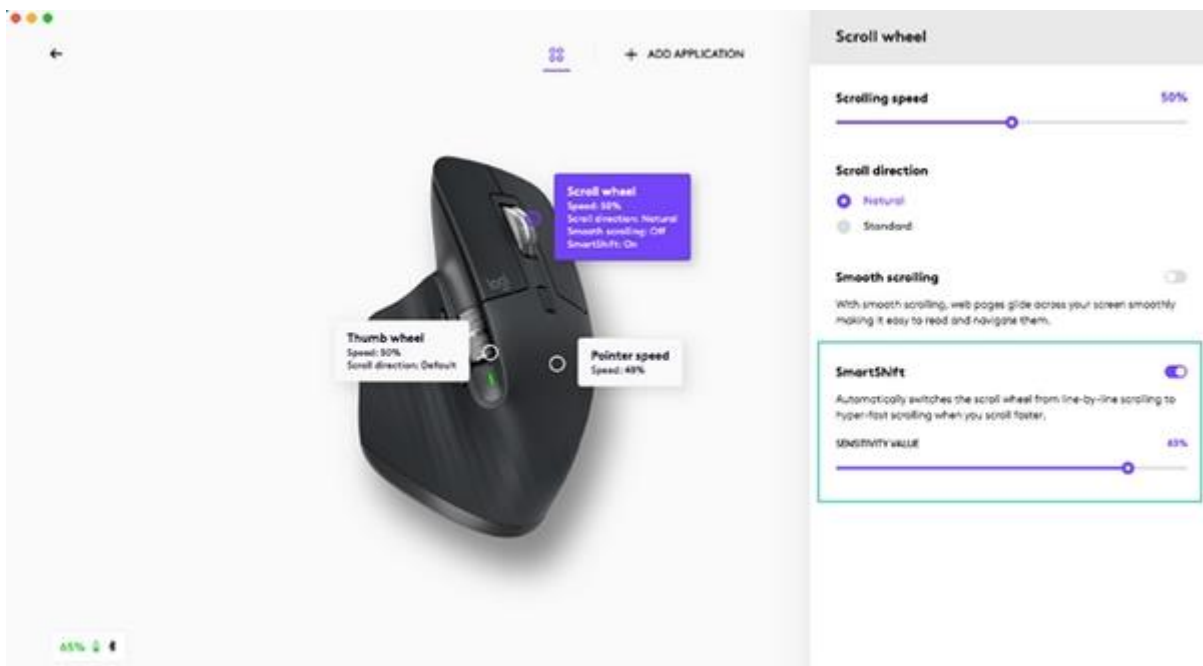 ADD APPLICATION
Scroll wheel
Speed: 50%
Scroll direction: Natural
Smooth scrolling: Off
SmartShift: On
logi
Thumb wheel
Speed: 50%
Scroll direction: Default
Pointer speed
Speed:
65%
Scroll wheel
Scrolling speed 50%
Scroll direction
Natural
Standard
Smooth scrolling
With smooth scrolling, web pages glide across your screen smoothly
making it easy to read and navigate them.
SmartShift
Automatically switches the scroll wheel from line-by-line scrolling to
hyper-fast scrolling when you scroll faster.
SENSITIVITY VALUE